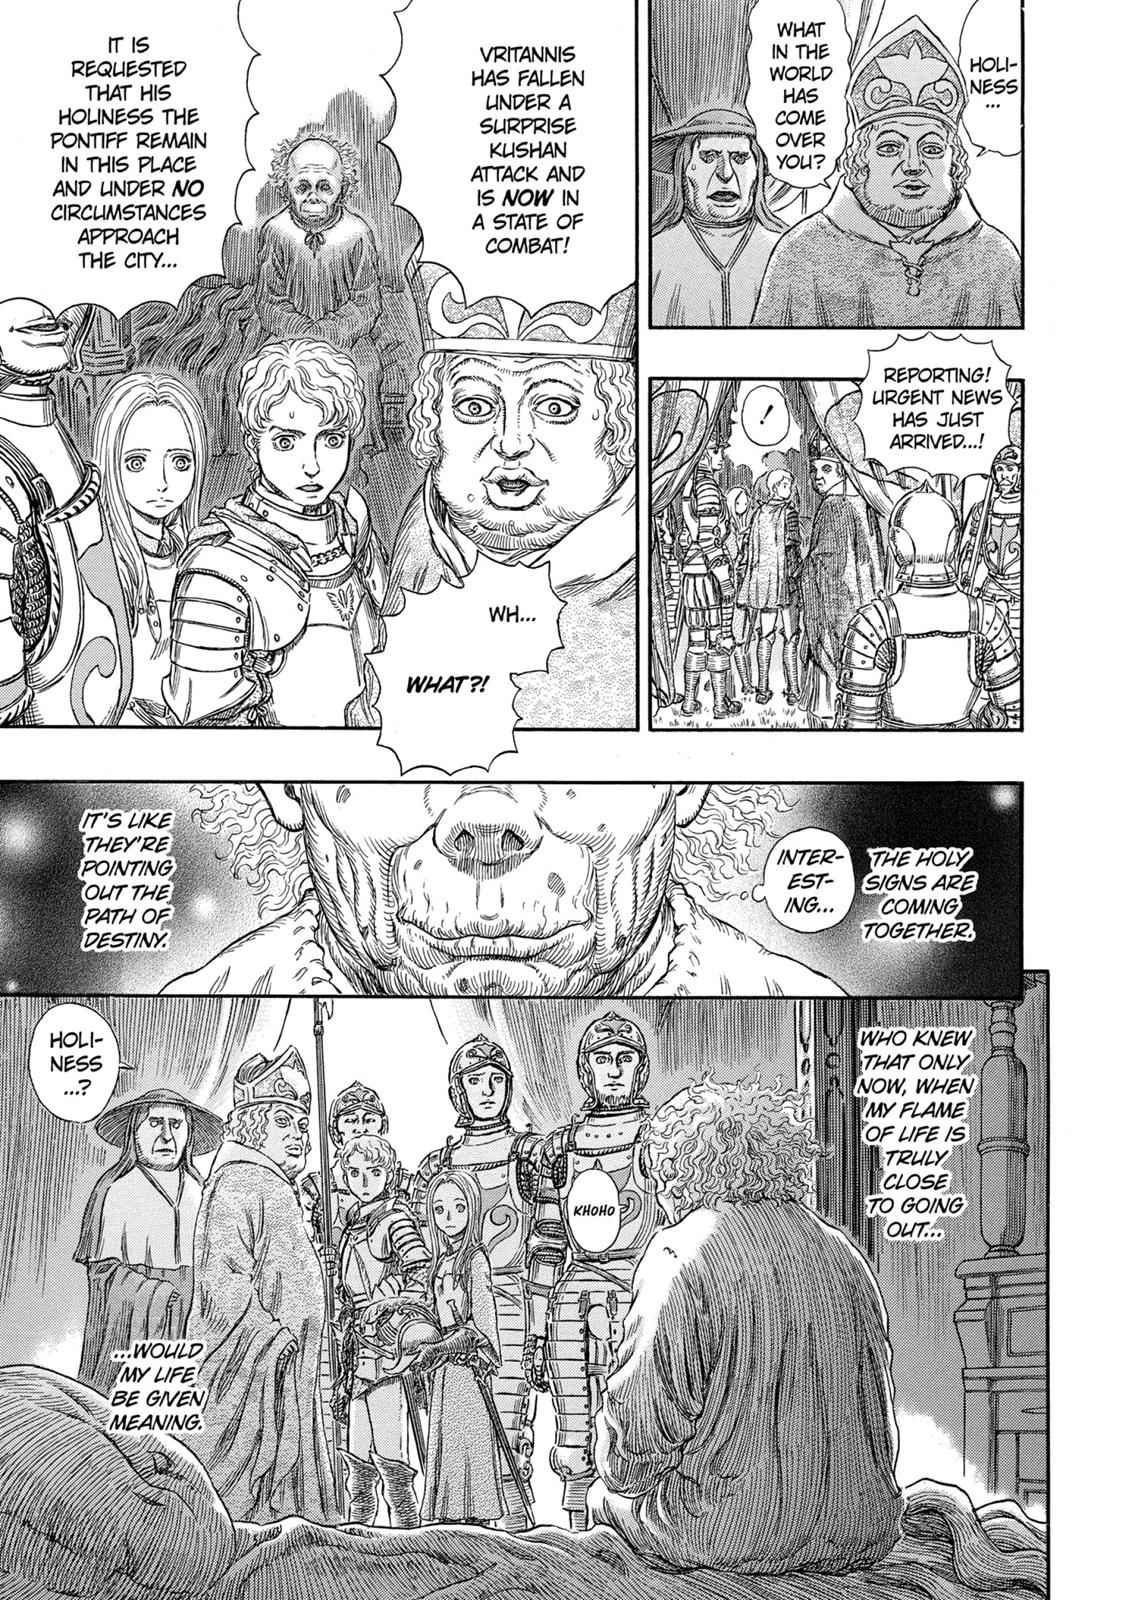 HOLI-
NESS
...
WHAT
IN THE
WORLD
HAS
COME
OVER
YOU?
REPORTING!
URGENT NEWS
HAS JUST
ARRIVED...!
!
VRITANNIS
HAS FALLEN
UNDER A
SURPRISE
KUSHAN
ATTACK AND
IS NOW IN
A STATE OF
COMBAT!
IT IS
REQUESTED
THAT HIS
HOLINESS THE
PONTIFF REMAIN
IN THIS PLACE
AND UNDER NO
CIRCUMSTANCES
APPROACH
THE CITY...
WH...
WHAT?!
THE HOLY
SIGNS ARE
COMING
TOGETHER.
INTER-
EST-
ING...
IT'S LIKE
THEY'RE
POINTING
OUT THE
PATH OF
DESTINY.
WHO KNEW
THAT ONLY
NOW, WHEN
MY FLAME
OF LIFE IS
TRULY
CLOSE
TO GOING
OUT...
KHOHO
HOLI-
NESS
...?
...WOULD
MY LIFE
BE GIVEN
MEANING.